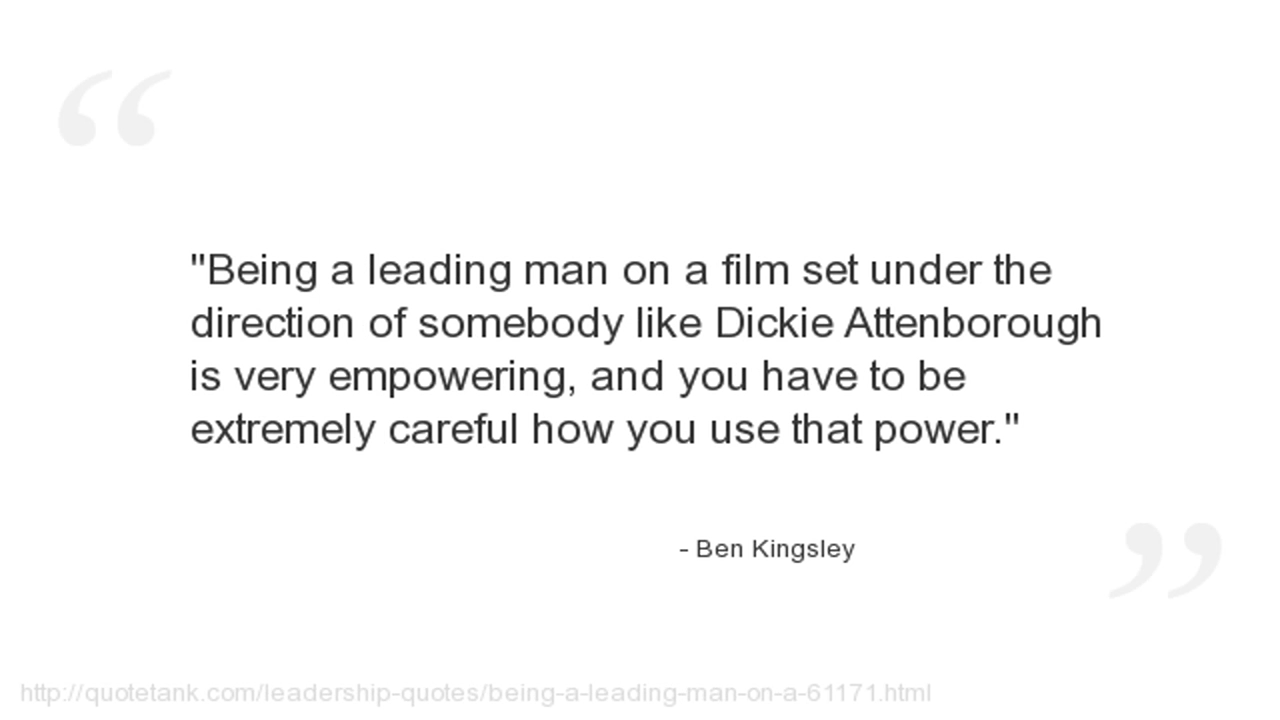 "Being a leading man on a film set under the
direction of somebody like Dickie Attenborough
is very empowering, and you have to be
extremely careful how you use that power."
- Ben Kingsley
http://quotetank.com/leadership-quotes/being-a-leading-man-on-a-61171.html